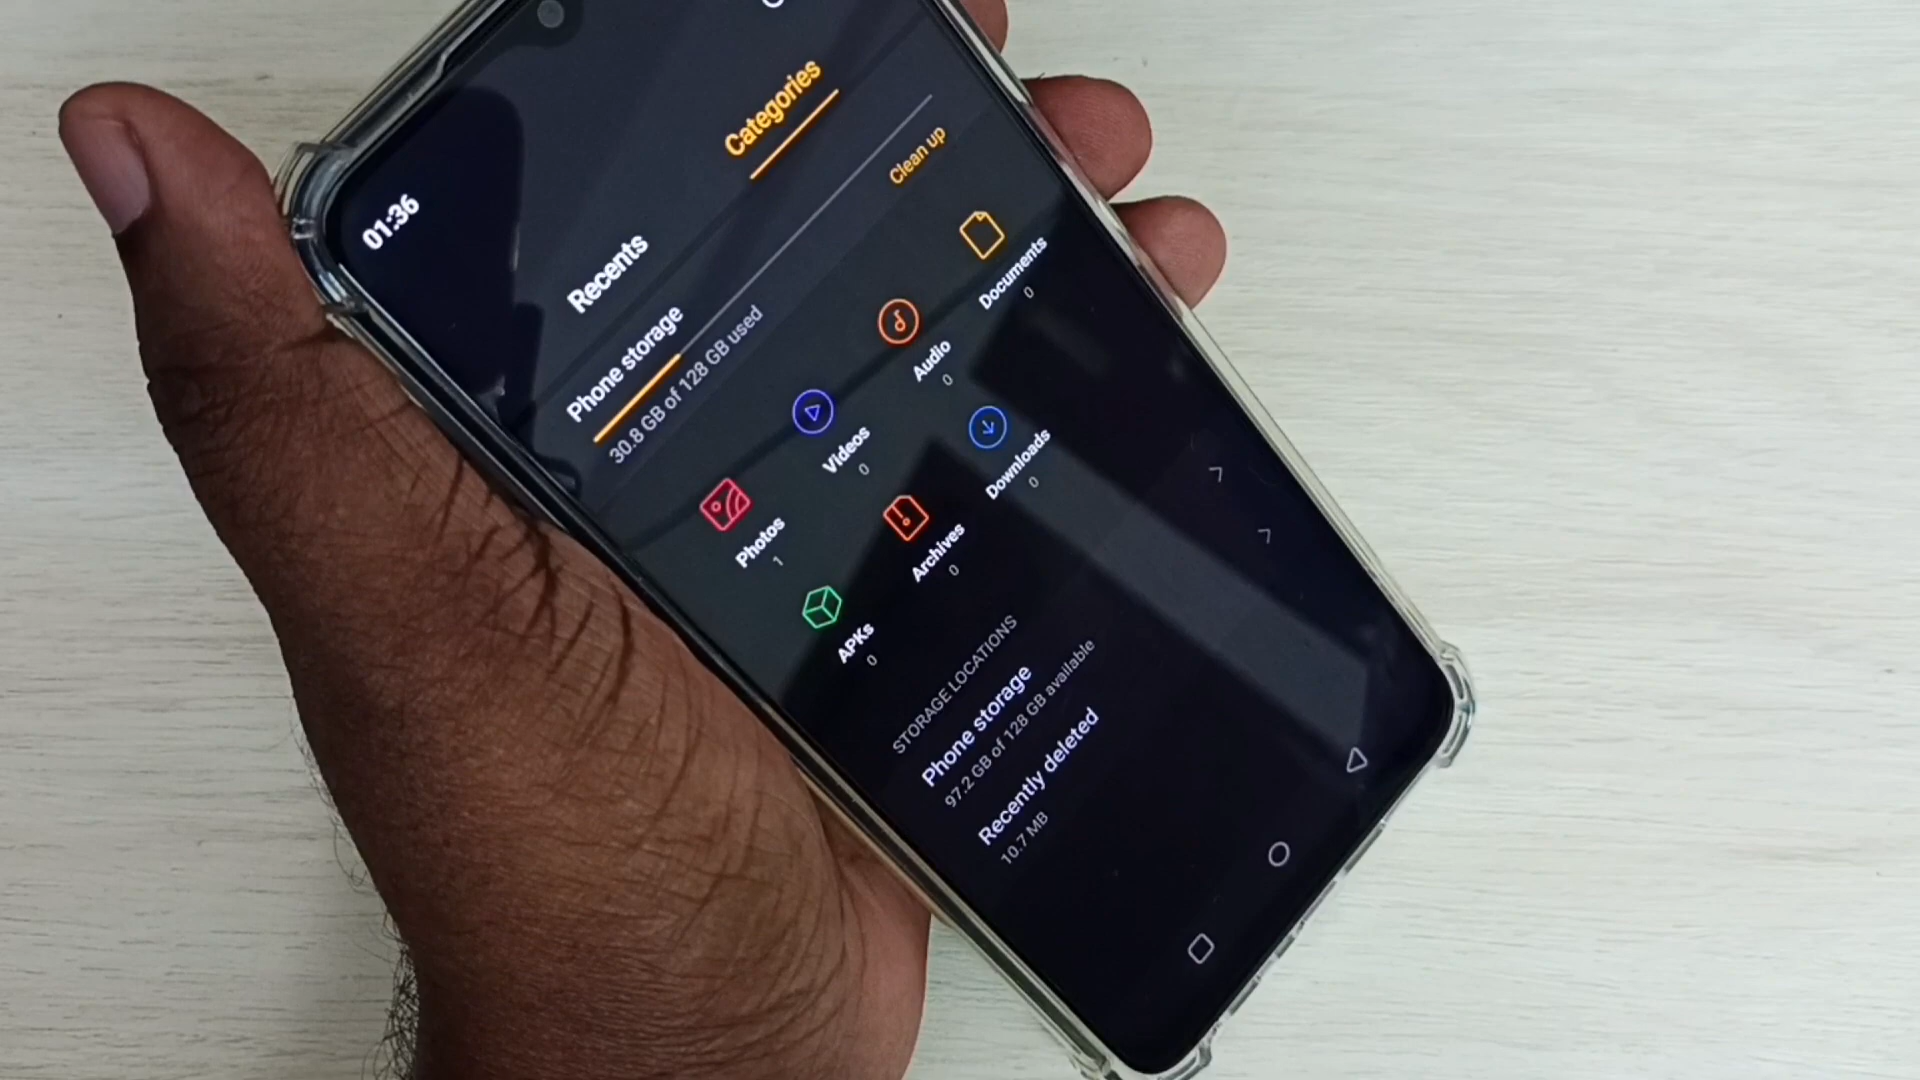 01:36
Recents
Categories
Phone storage
30.8 GB of 128 GB used
Clean up
Photos
1
Videos
0
Audio
0
Documents
0
APKs
0
Archives
0
Downloads
0
STORAGE LOCATIONS
Phone storage
97.2 GB of 128 GB available
Recently deleted
10.7 MB